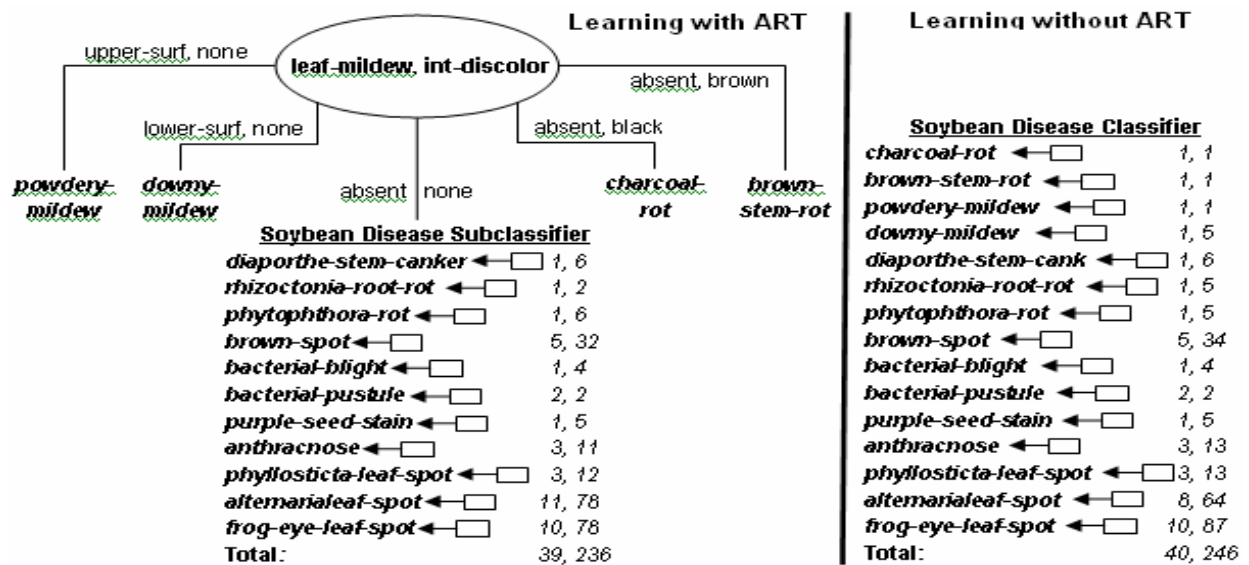 Learning with ART
upper-surf, none
leaf-mildew, int-discolor
absent, brown
lower-surf, none
absent, black
powdery-mildew
downy-mildew
absent none
charcoal-rot
brown-stem-rot
Soybean Disease Subclassifier
diaporthe-stem-canker 1, 6
rhizoctonia-root-rot 1, 2
phytophthora-rot 1, 6
brown-spot 5, 32
bacterial-blight 1, 4
bacterial-pustule 2, 2
purple-seed-stain 1, 5
anthracnose 3, 11
phyllosticta-leaf-spot 3, 12
alternarialeaf-spot 11, 78
frog-eye-leaf-spot 10, 78
Total: 39, 236
Learning without ART
Soybean Disease Classifier
charcoal-rot 1, 1
brown-stem-rot 1, 1
powdery-mildew 1, 1
downy-mildew 1, 5
diaporthe-stem-cank 1, 6
rhizoctonia-root-rot 1, 5
phytophthora-rot 1, 5
brown-spot 5, 34
bacterial-blight 1, 4
bacterial-pustule 2, 2
purple-seed-stain 1, 5
anthracnose 3, 13
phyllosticta-leaf-spot 3, 13
alternarialeaf-spot 8, 64
frog-eye-leaf-spot 10, 87
Total: 40, 246